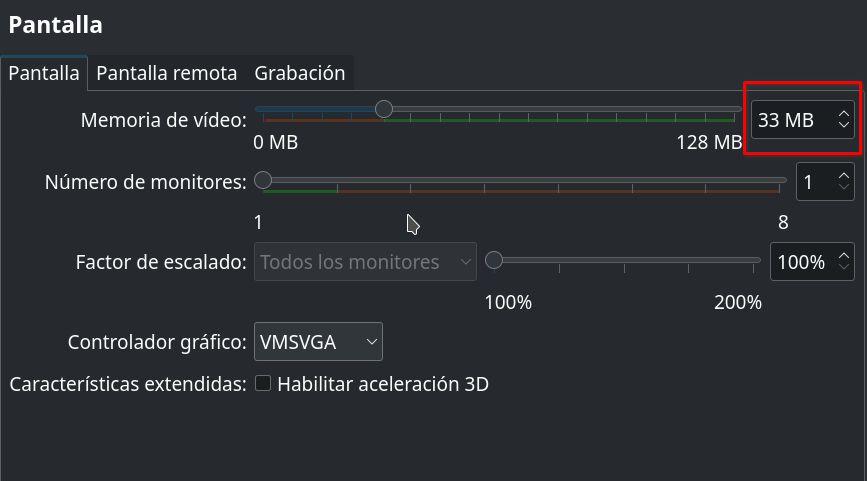 Pantalla
Pantalla Pantalla remota Grabación
Memoria de vídeo: 33 MB
0 MB 128 MB
Número de monitores: 1
1 8
Factor de escalado: Todos los monitores 100%
100% 200%
Controlador gráfico: VMSVGA
Características extendidas: Habilitar aceleración 3D